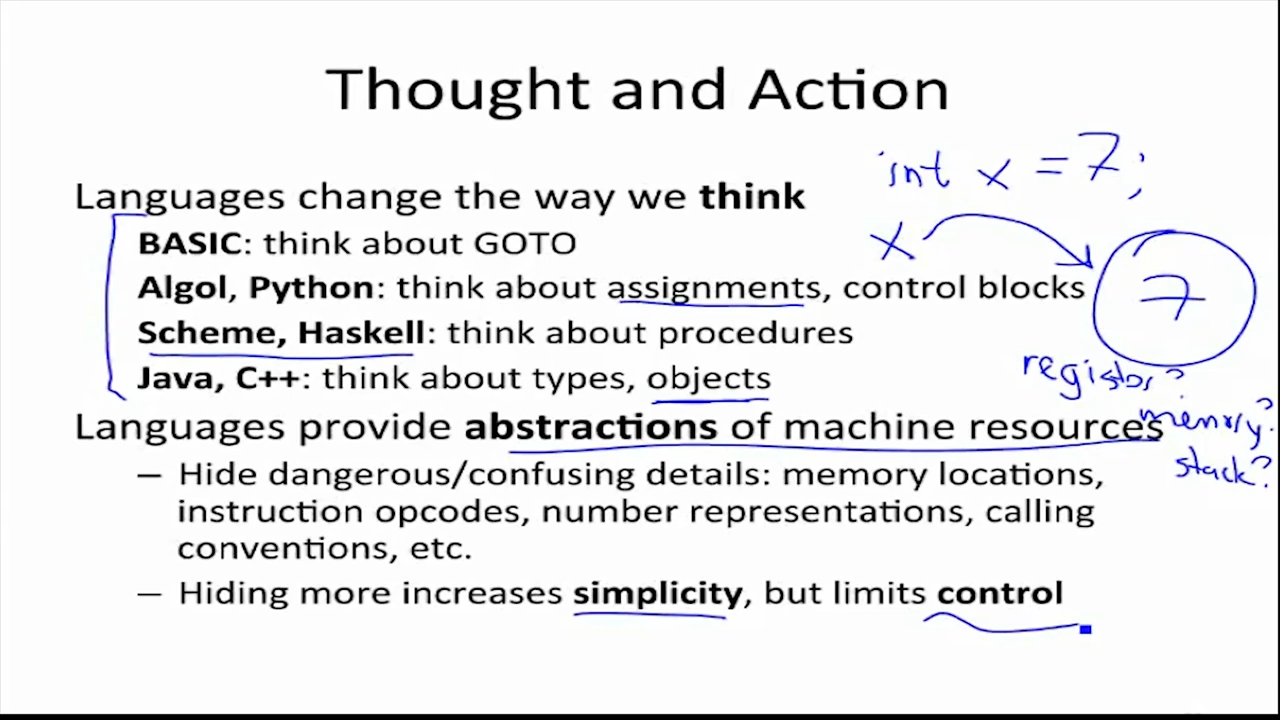 Thought and Action
int x = 7;
Languages change the way we think
x
BASIC: think about GOTO
7
Algol, Python: think about assignments, control blocks
Scheme, Haskell: think about procedures
register?
Java, C++: think about types, objects
memory?
Languages provide abstractions of machine resources
stack?
– Hide dangerous/confusing details: memory locations,
instruction opcodes, number representations, calling
conventions, etc.
– Hiding more increases simplicity, but limits control